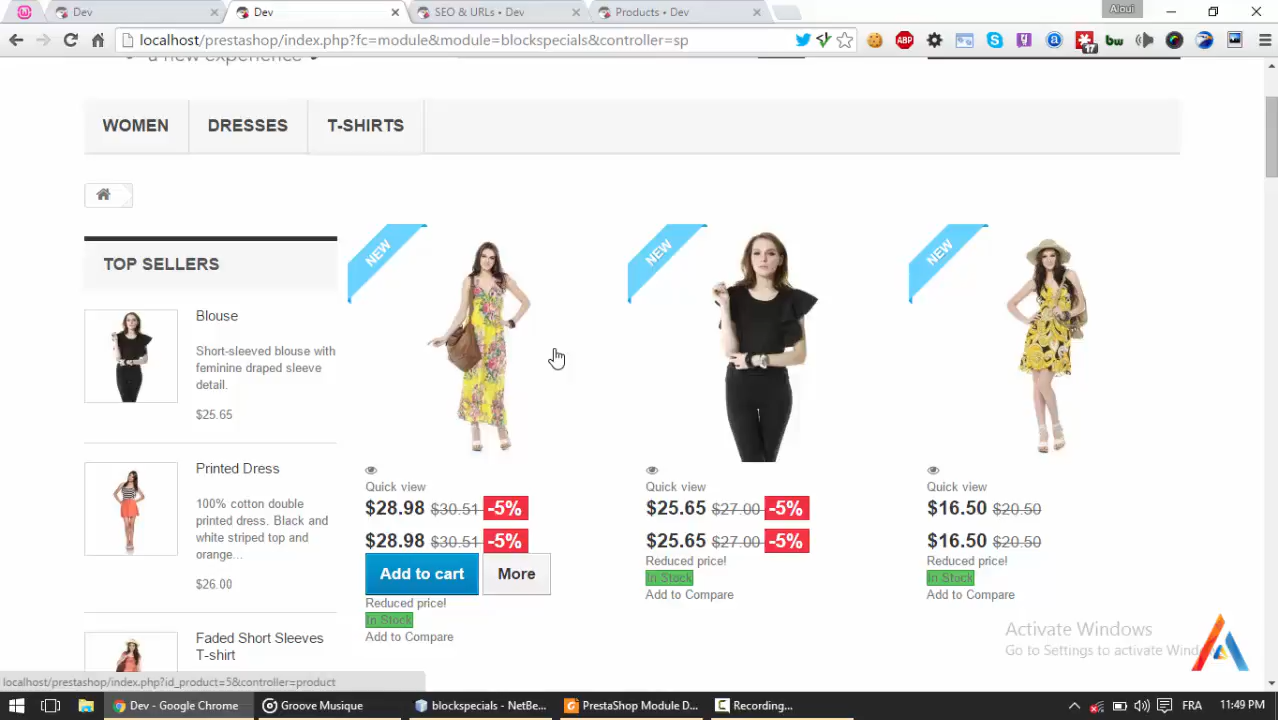 Dev
Dev
SEO & URLs • Dev
Products • Dev
Aloui
localhost/prestashop/index.php?fc=module&module=blockspecials&controller=sp
ABP
17
bw
a new experience
WOMEN
DRESSES
T-SHIRTS
TOP SELLERS
Blouse
Short-sleeved blouse with
feminine draped sleeve
detail.
$25.65
Printed Dress
100% cotton double
printed dress. Black and
white striped top and
orange...
$26.00
Faded Short Sleeves
T-shirt
NEW
Quick view
$28.98 $30.51 -5%
$28.98 $30.51 -5%
Add to cart
More
Reduced price!
In Stock
Add to Compare
NEW
Quick view
$25.65 $27.00 -5%
$25.65 $27.00 -5%
Reduced price!
In Stock
Add to Compare
NEW
Quick view
$16.50 $20.50
$16.50 $20.50
Reduced price!
In Stock
Add to Compare
Activate Windows
Go to Settings to activate
localhost/prestashop/index.php?id_product=5&controller=product
Dev - Google Chrome
Groove Musique
blockspecials - NetBe...
PrestaShop Module D...
Recording...
FRA
11:49 PM